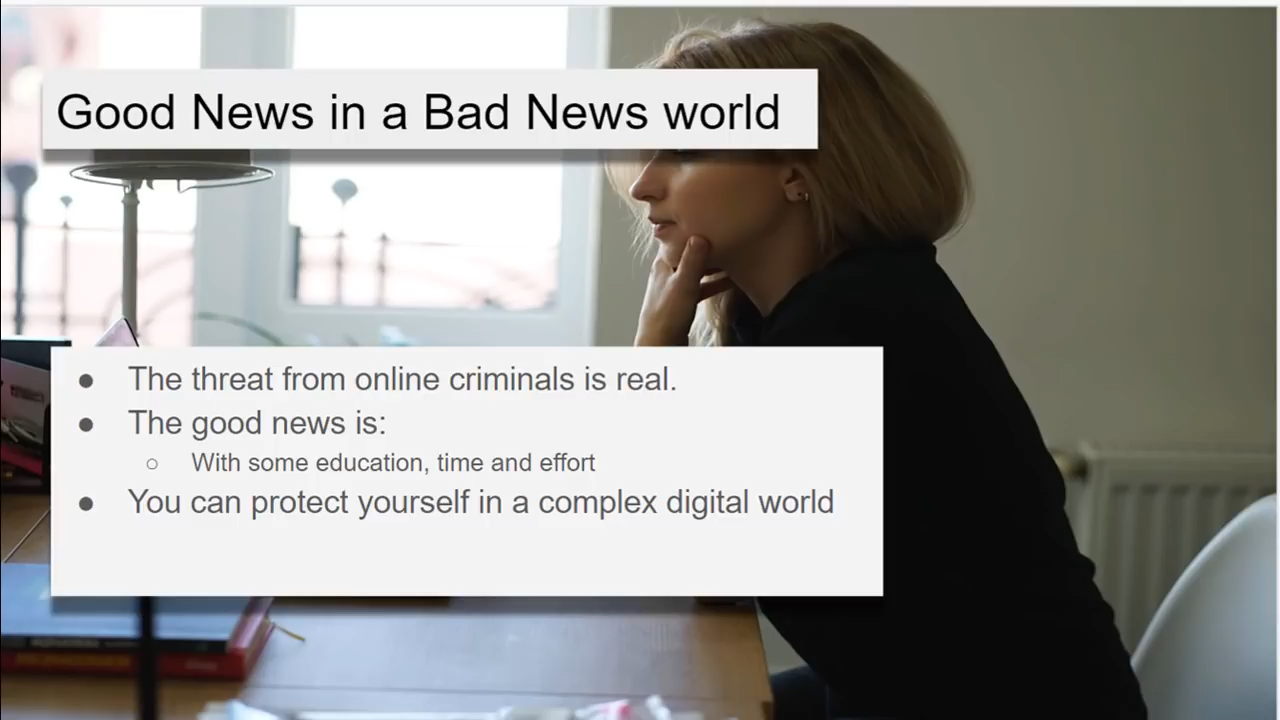 Good News in a Bad News world
● The threat from online criminals is real.
● The good news is:
○ With some education, time and effort
● You can protect yourself in a complex digital world